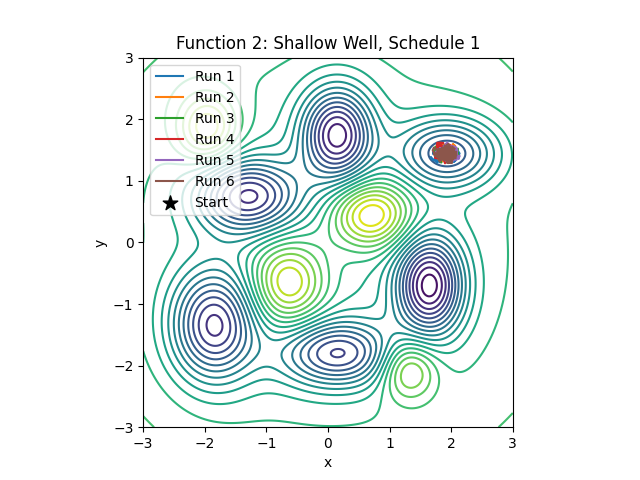 Function 2: Shallow Well, Schedule 1
3
2
1
0
−1
−2
−3
y
Run 1
Run 2
Run 3
Run 4
Run 5
Run 6
Start
−3 −2 −1 0 1 2 3
x